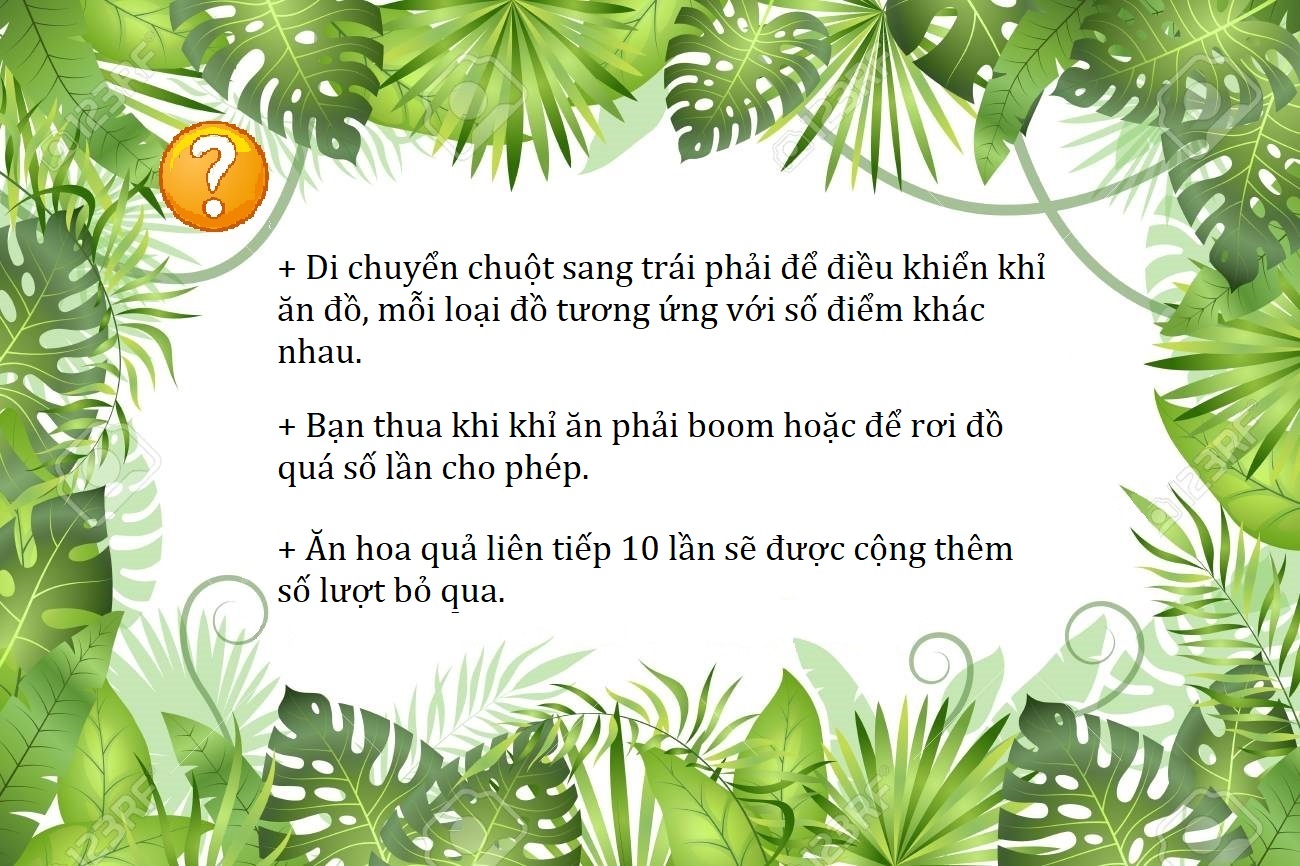 ?
+ Di chuyển chuột sang trái phải để điều khiển khỉ
ăn đồ, mỗi loại đồ tương ứng với số điểm khác
nhau.
+ Bạn thua khi khỉ ăn phải boom hoặc để rơi đồ
quá số lần cho phép.
+ Ăn hoa quả liên tiếp 10 lần sẽ được cộng thêm
số lượt bỏ qua.
123RF
123RF
123RF
123RF
123RF